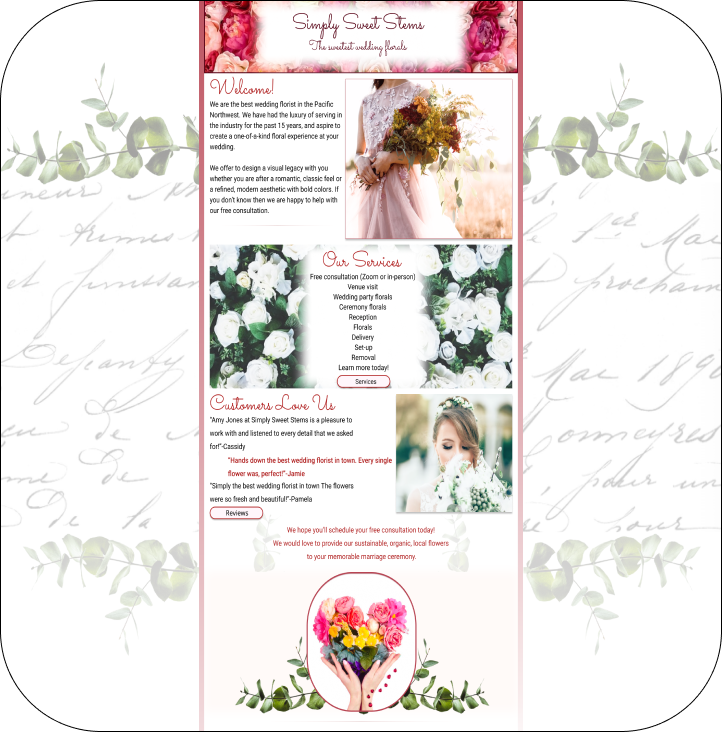 Simply Sweet Stems
The sweetest wedding florals
Welcome!
We are the best wedding florist in the Pacific
Northwest. We have had the luxury of serving in
the industry for the past 15 years, and aspire to
create a one-of-a-kind floral experience at your
wedding.
We offer to design a visual legacy with you
whether you are after a romantic, classic feel or
a refined, modern aesthetic with bold colors. If
you don't know then we are happy to help with
our free consultation.
Our Services
Free consultation (Zoom or in-person)
Venue visit
Wedding party florals
Ceremony florals
Reception
Florals
Delivery
Set-up
Removal
Learn more today!
Services
Customers Love Us
"Amy Jones at Simply Sweet Stems is a pleasure to
work with and listened to every detail that we asked
for!"-Cassidy
"Hands down the best wedding florist in town. Every single
flower was, perfect!"-Jamie
"Simply the best wedding florist in town The flowers
were so fresh and beautiful!"-Pamela
Reviews
We hope you'll schedule your free consultation today!
We would love to provide our sustainable, organic, local flowers
to your memorable marriage ceremony.